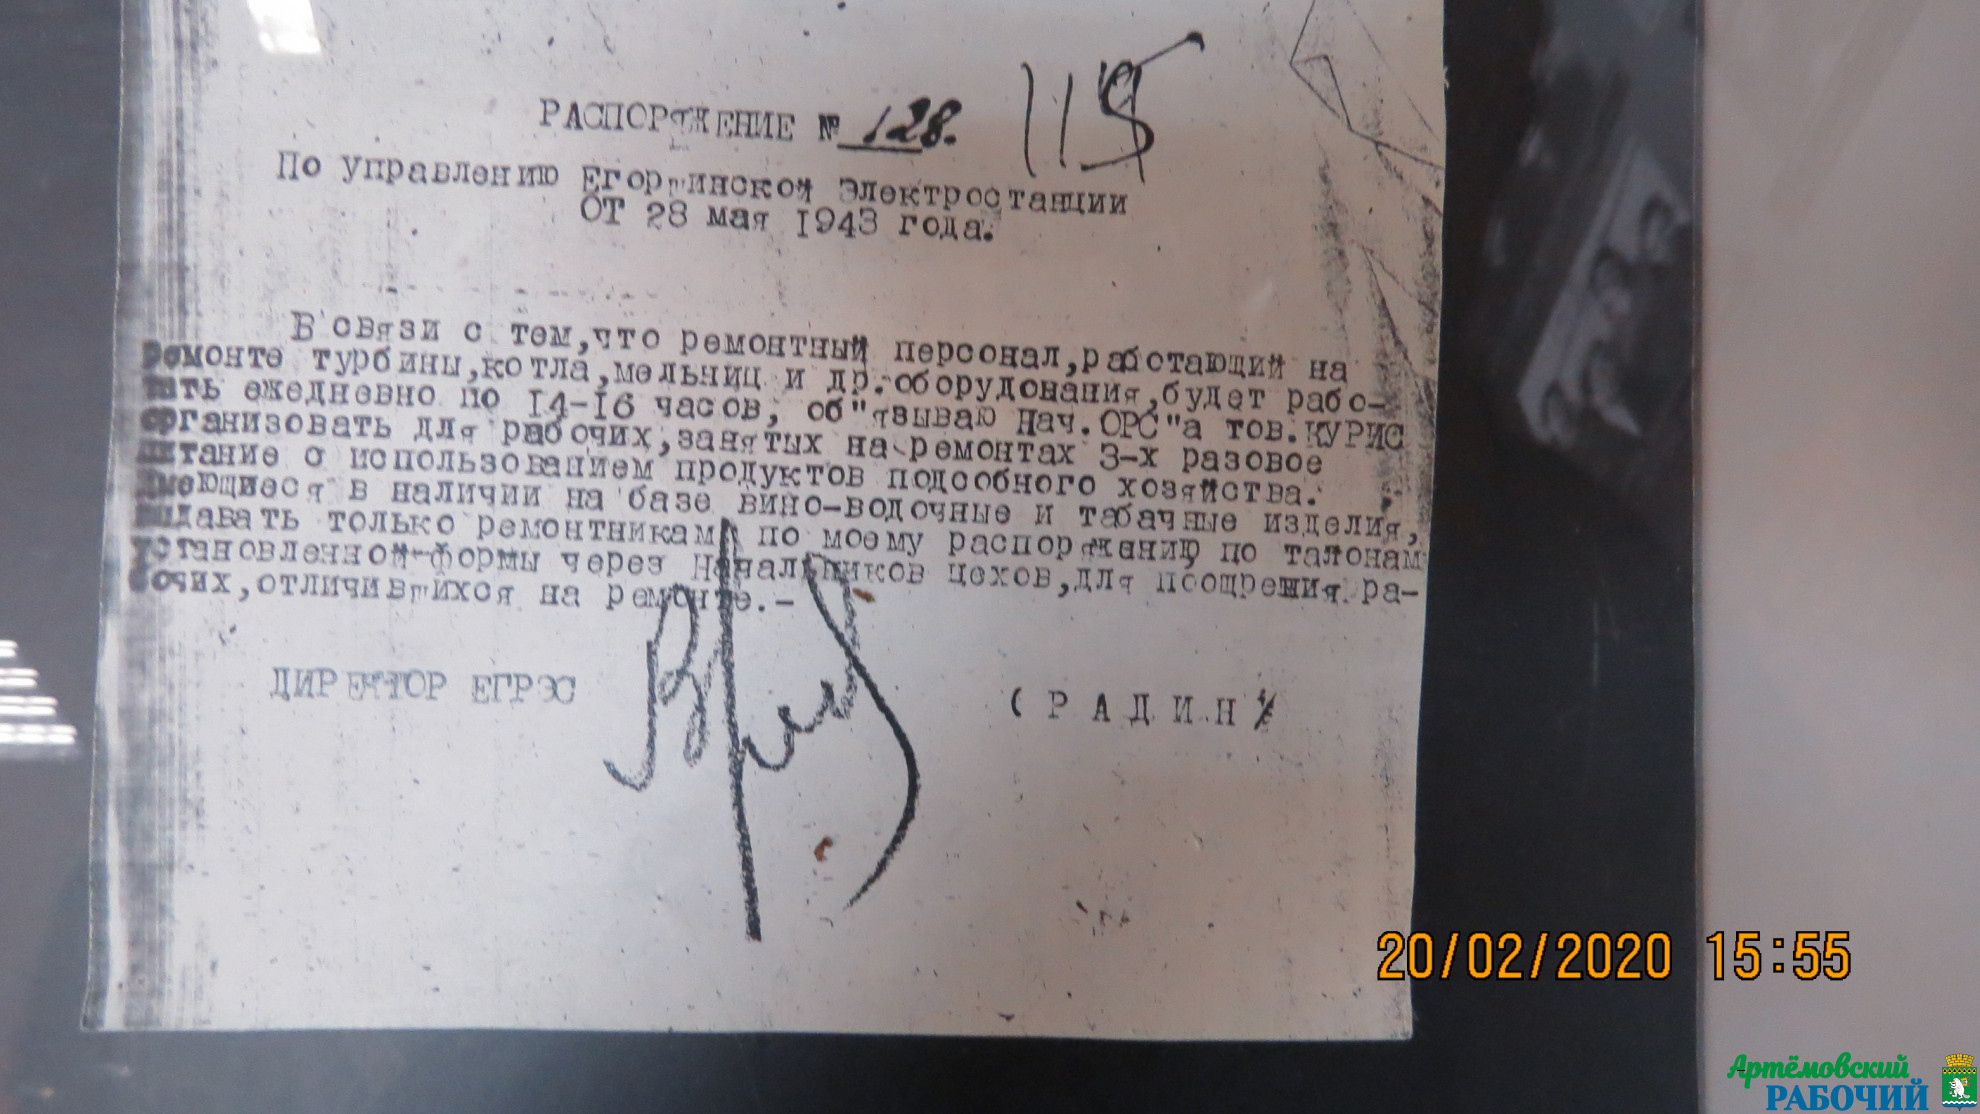 115
РАСПОРЯЖЕНИЕ № 128.
По управлению Егоршинской Электростанции
ОТ 28 мая 1943 года.
В связи с тем,что ремонтный персонал,работающий на
ремонте турбины,котла,мельниц и др.оборудования,будет рабо-
тать ежедневно по 14-16 часов, об"язываю Нач.ОРС"а тов.КУРИС
организовать для рабочих,занятых на ремонтах 3-х разовое
питание с использованием продуктов подсобного хозяйства.
Имеющиеся в наличии на базе вино-водочные и табачные изделия,
выдавать только ремонтникам по моему распоряжению по талонам
установленной формы через Начальников цехов,для поощрения ра-
бочих,отличившихся на ремонте.-
ДИРЕКТОР ЕГРЭС
(РАДИН)
20/02/2020 15:55
Артёмовский
РАБОЧИЙ